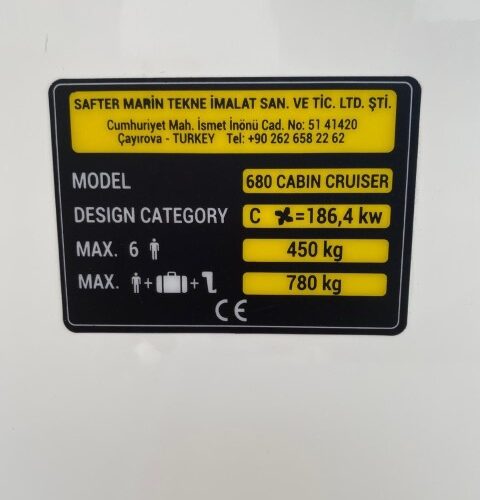 SAFTER MARİN TEKNE İMALAT SAN. VE TİC. LTD. ŞTİ.
Cumhuriyet Mah. İsmet İnönü Cad. No: 51 41420
Çayırova - TURKEY Tel: +90 262 658 22 62
MODEL 680 CABIN CRUISER
DESIGN CATEGORY C =186,4 kw
MAX. 6 450 kg
MAX. + + 780 kg
CE